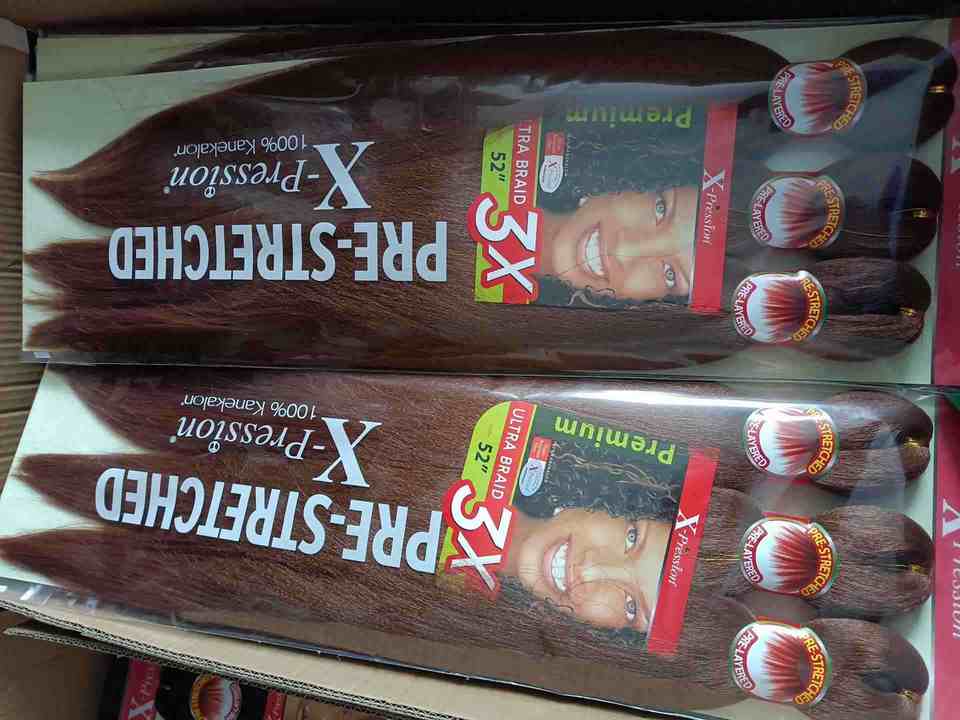 PRE-STRETCHED
X-Pression®
100% Kanekalon®
TRA BRAID
52"
3X
Premium
X-Pression
PRE-STRETCHED
PRE-LAYERED
PRE-STRETCHED
PRE-LAYERED
PRE-STRETCHED
PRE-LAYERED
PRE-STRETCHED
X-Pression®
100% Kanekalon®
ULTRA BRAID
52"
3X
Premium
X-Pression
PRE-STRETCHED
PRE-LAYERED
PRE-STRETCHED
PRE-LAYERED
PRE-STRETCHED
PRE-LAYERED